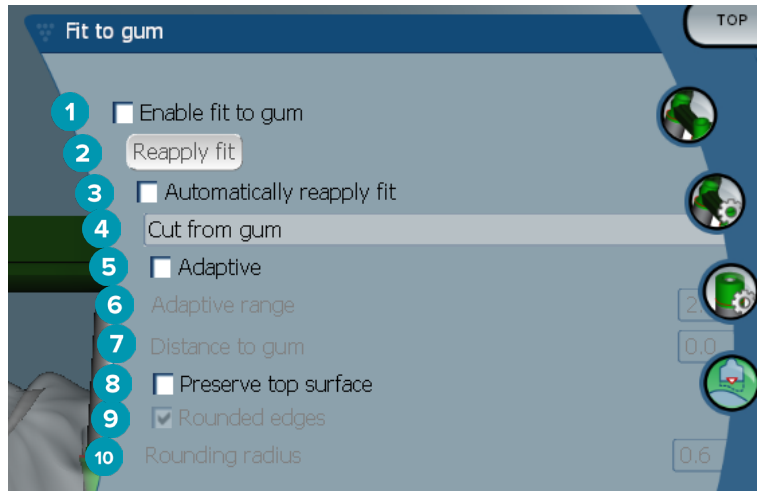 Fit to gum
TOP
1 Enable fit to gum
2 Reapply fit
3 Automatically reapply fit
4 Cut from gum
5 Adaptive
6 Adaptive range 2.
7 Distance to gum 0.0
8 Preserve top surface
9 Rounded edges
10 Rounding radius 0.6